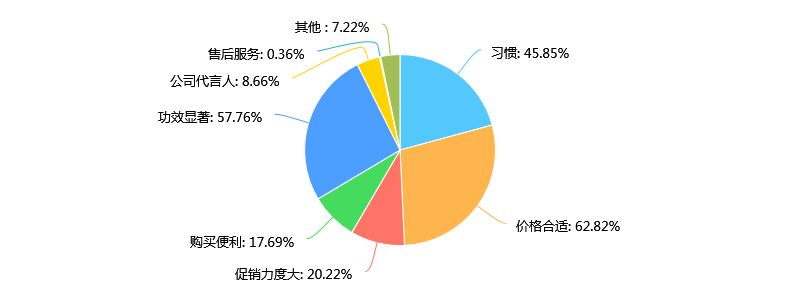 其他 : 7.22%
售后服务: 0.36%
习惯: 45.85%
公司代言人: 8.66%
功效显著: 57.76%
价格合适: 62.82%
购买便利: 17.69%
促销力度大: 20.22%